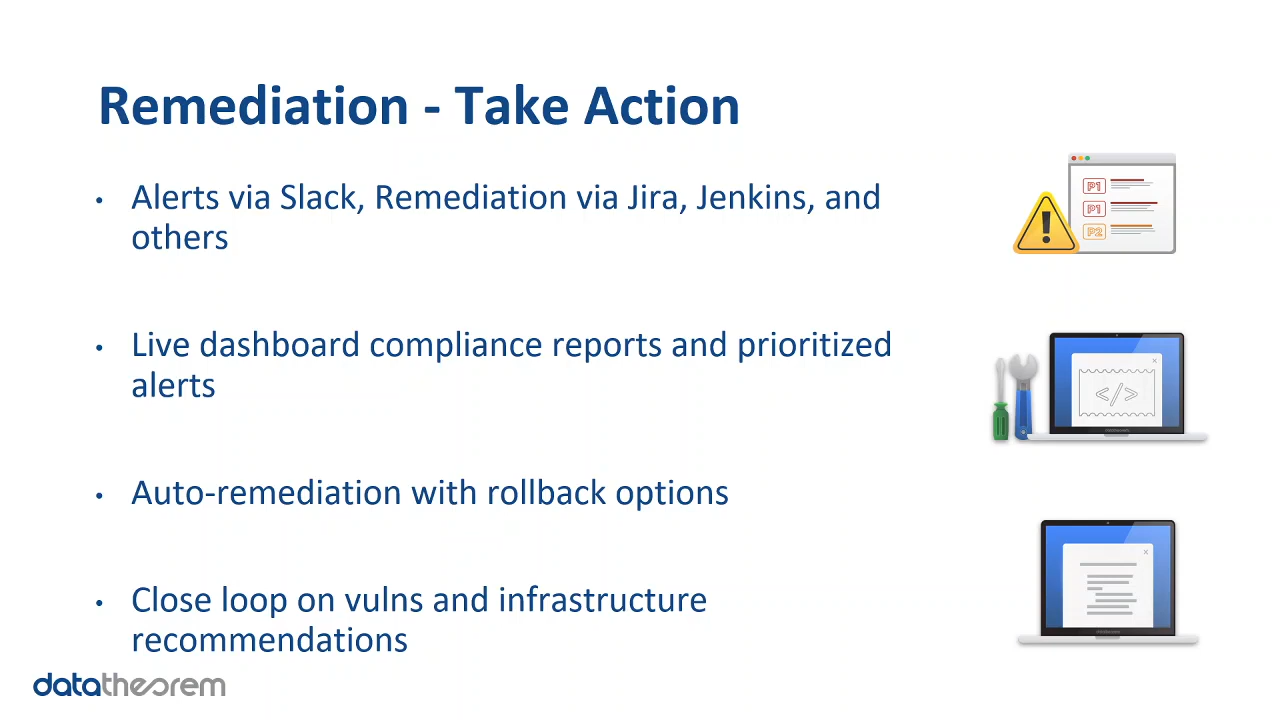 Remediation - Take Action
• Alerts via Slack, Remediation via Jira, Jenkins, and
others
P1
P1
P2
• Live dashboard compliance reports and prioritized
alerts
</>
• Auto-remediation with rollback options
• Close loop on vulns and infrastructure
recommendations
datatheorem